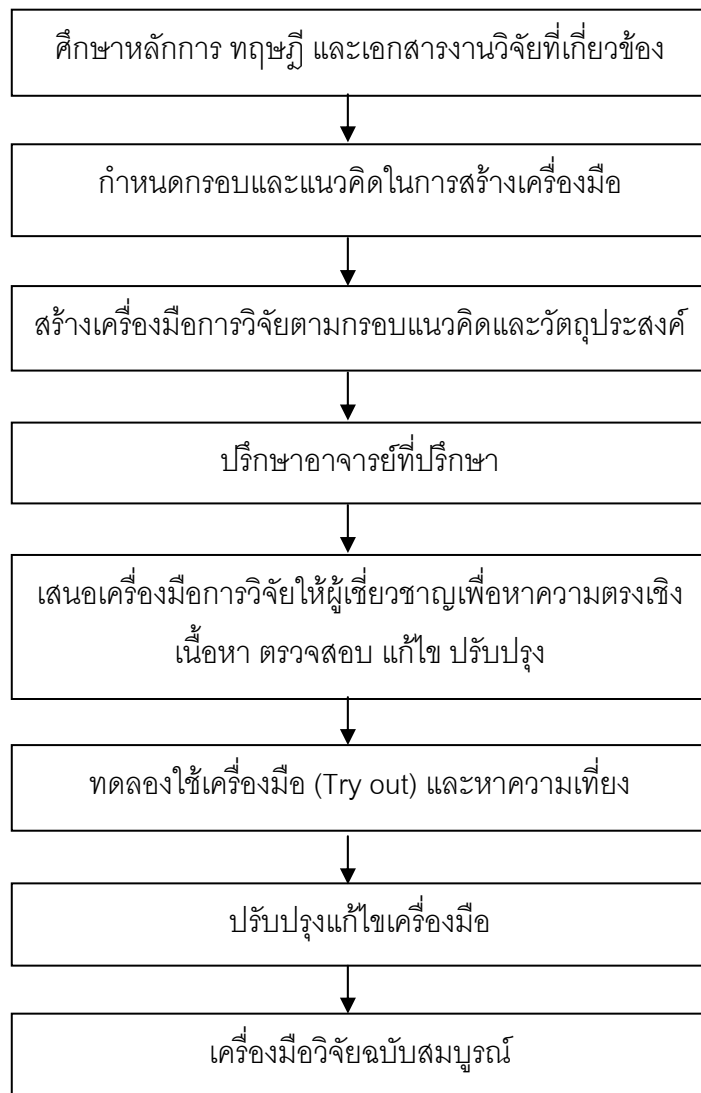 ศึกษาหลักการ ทฤษฎี และเอกสารงานวิจัยที่เกี่ยวข้อง
กำหนดกรอบและแนวคิดในการสร้างเครื่องมือ
สร้างเครื่องมือการวิจัยตามกรอบแนวคิดและวัตถุประสงค์
ปรึกษาอาจารย์ที่ปรึกษา
เสนอเครื่องมือการวิจัยให้ผู้เชี่ยวชาญเพื่อหาความตรงเชิง
เนื้อหา ตรวจสอบ แก้ไข ปรับปรุง
ทดลองใช้เครื่องมือ (Try out) และหาความเที่ยง
ปรับปรุงแก้ไขเครื่องมือ
เครื่องมือวิจัยฉบับสมบูรณ์